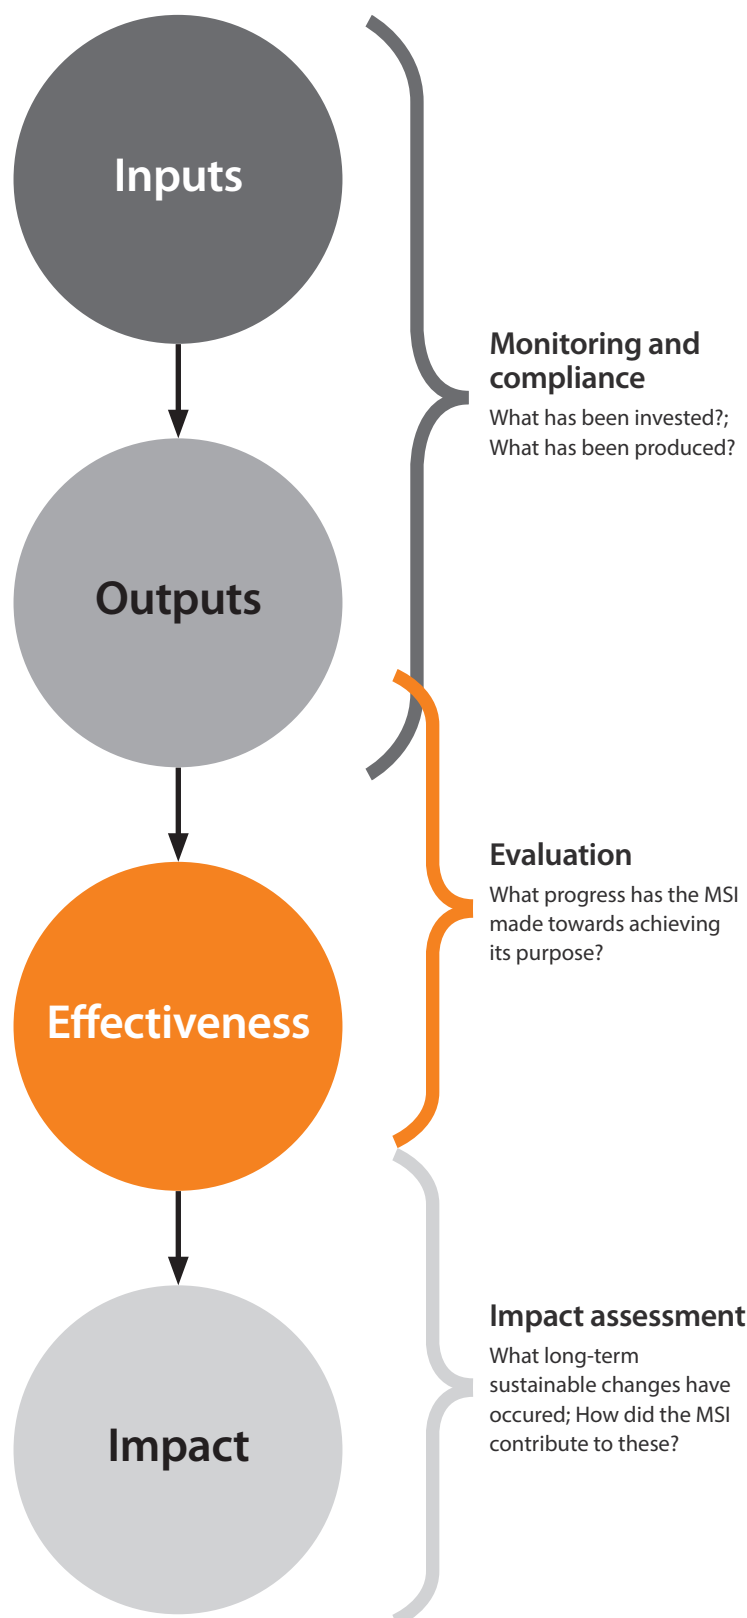 Inputs
Monitoring and
compliance
What has been invested?;
What has been produced?
Outputs
Evaluation
What progress has the MSI
made towards achieving
its purpose?
Effectiveness
Impact assessment
What long-term
sustainable changes have
occured; How did the MSI
contribute to these?
Impact